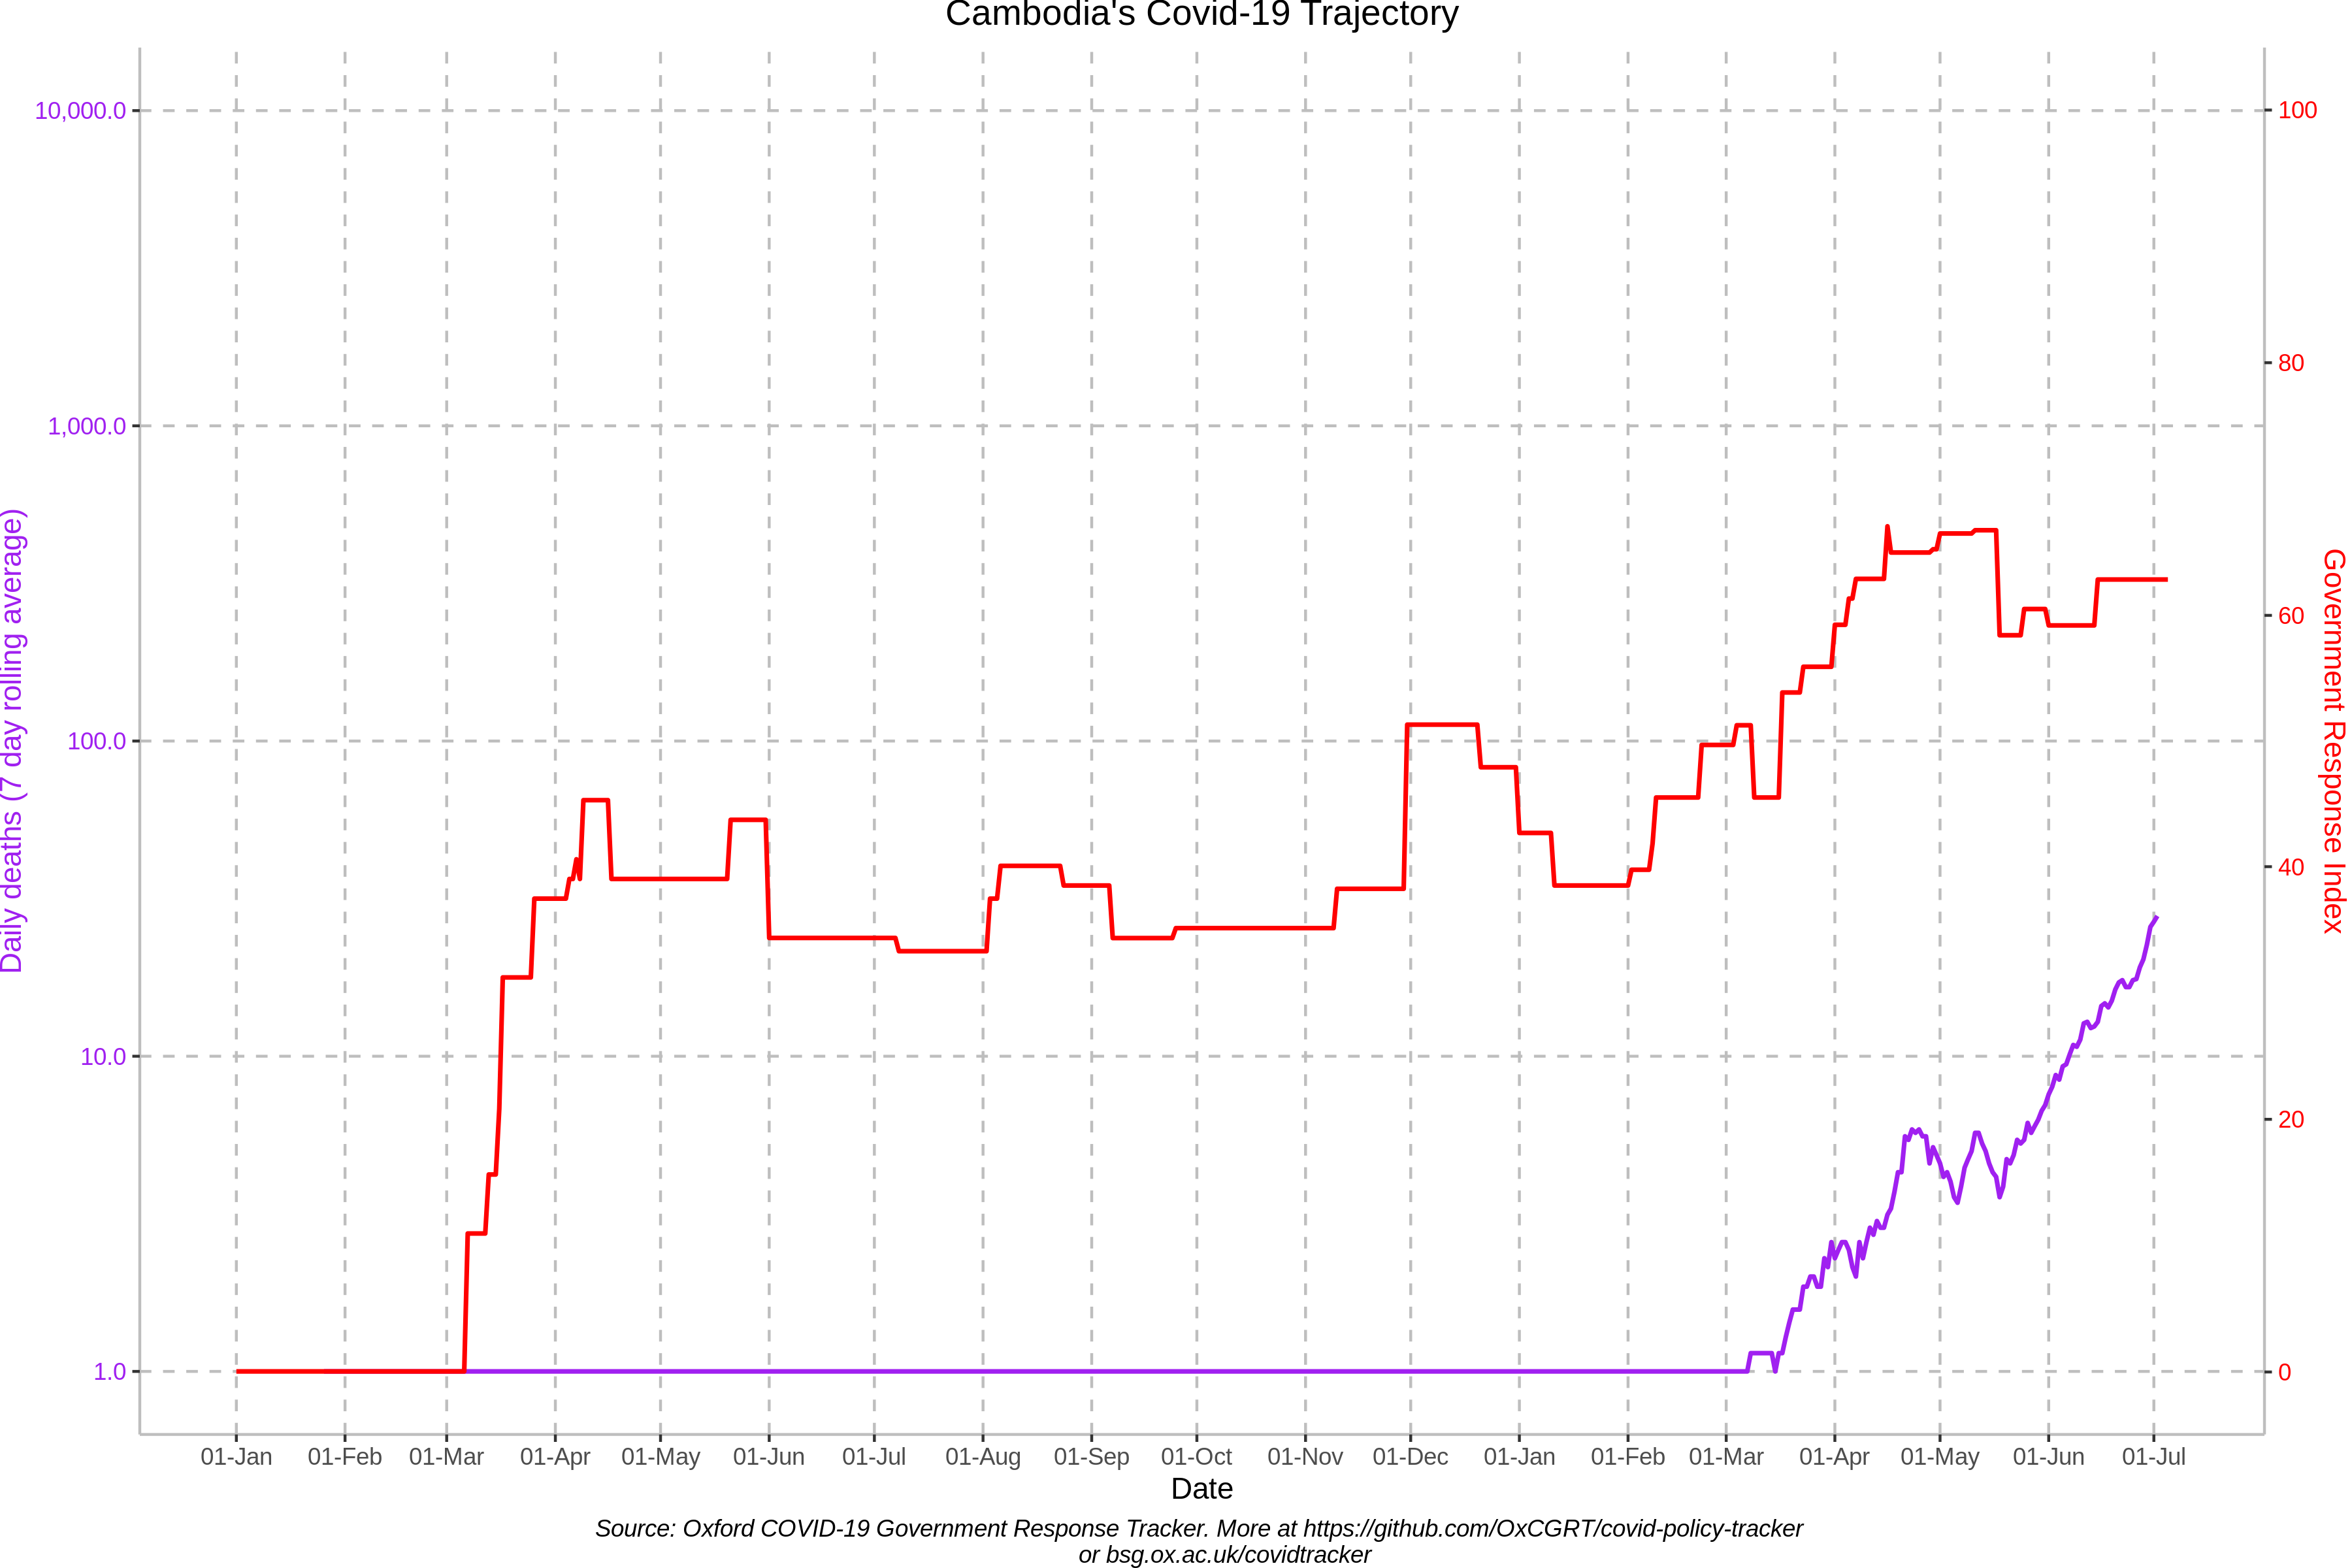 Cambodia's Covid-19 Trajectory
10,000.0
1,000.0
100.0
10.0
1.0
Daily deaths (7 day rolling average)
100
80
60
40
20
0
Government Response Index
01-Jan 01-Feb 01-Mar 01-Apr 01-May 01-Jun 01-Jul 01-Aug 01-Sep 01-Oct 01-Nov 01-Dec 01-Jan 01-Feb 01-Mar 01-Apr 01-May 01-Jun 01-Jul
Date
Source: Oxford COVID-19 Government Response Tracker. More at https://github.com/OxCGRT/covid-policy-tracker
or bsg.ox.ac.uk/covidtracker